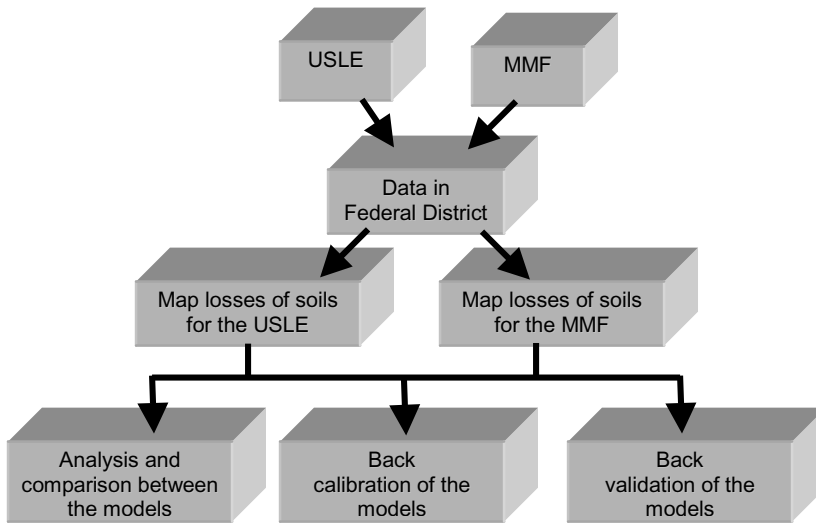 USLE
MMF
Data in
Federal District
Map losses of soils
for the USLE
Map losses of soils
for the MMF
Analysis and
comparison between
the models
Back
calibration of the
models
Back
validation of the
models